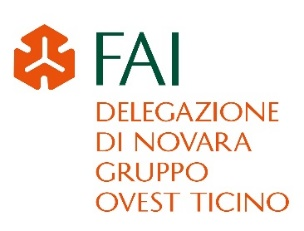 FAI
DELEGAZIONE
DI NOVARA
GRUPPO
OVEST TICINO